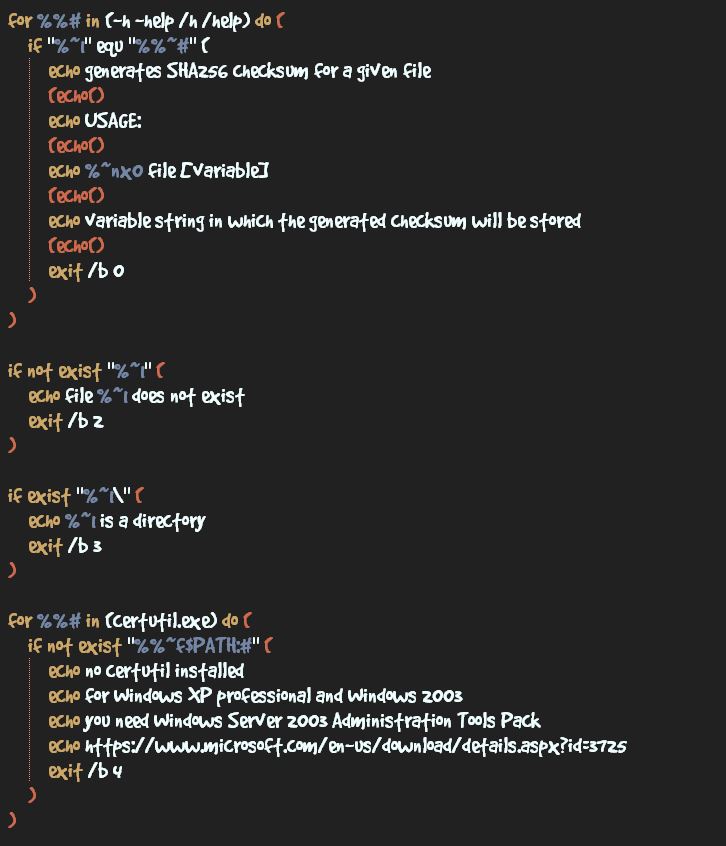 for %%# in (-h -help /h /help) do (
if "%~1" equ "%%~#" (
echo generates SHA256 checksum for a given file
(echo()
echo USAGE:
(echo()
echo %~nx0 file [variable]
(echo()
echo variable string in which the generated checksum will be stored
(echo()
exit /b 0
)
)
if not exist "%~1" (
echo file %~1 does not exist
exit /b 2
)
if exist "%~1\" (
echo %~1 is a directory
exit /b 3
)
for %%# in (certutil.exe) do (
if not exist "%%~f$PATH:#" (
echo no certutil installed
echo for Windows XP professional and Windows 2003
echo you need Windows Server 2003 Administration Tools Pack
echo https://www.microsoft.com/en-us/download/details.aspx?id=3725
exit /b 4
)
)